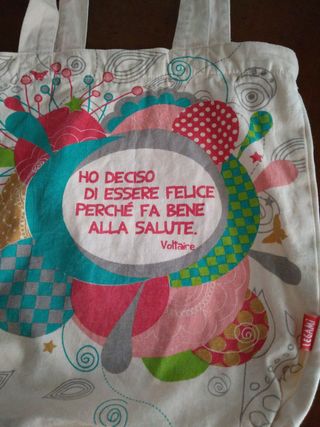 HO DECISO
DI ESSERE FELICE
PERCHÉ FA BENE
ALLA SALUTE.
Voltaire
LEGAMI